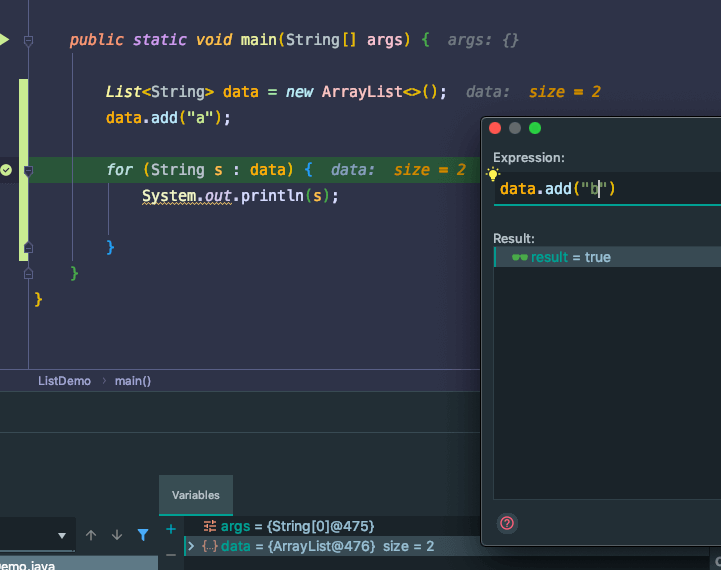 public static void main(String[] args) {  args: {}
List<String> data = new ArrayList<>();  data:  size = 2
data.add("a");
for (String s : data) {  data:  size = 2
System.out.println(s);
}
}
}
Expression:
data.add("b")
Result:
result = true
ListDemo › main()
Variables
args = {String[0]@475}
data = {ArrayList@476}  size = 2
emo.java